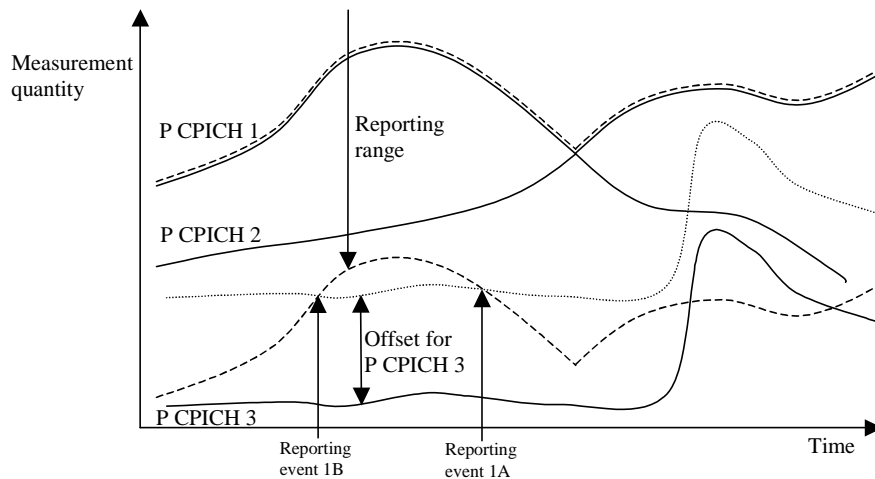 Measurement
quantity
P CPICH 1
Reporting
range
P CPICH 2
Offset for
P CPICH 3
P CPICH 3
Reporting
event 1B
Reporting
event 1A
Time